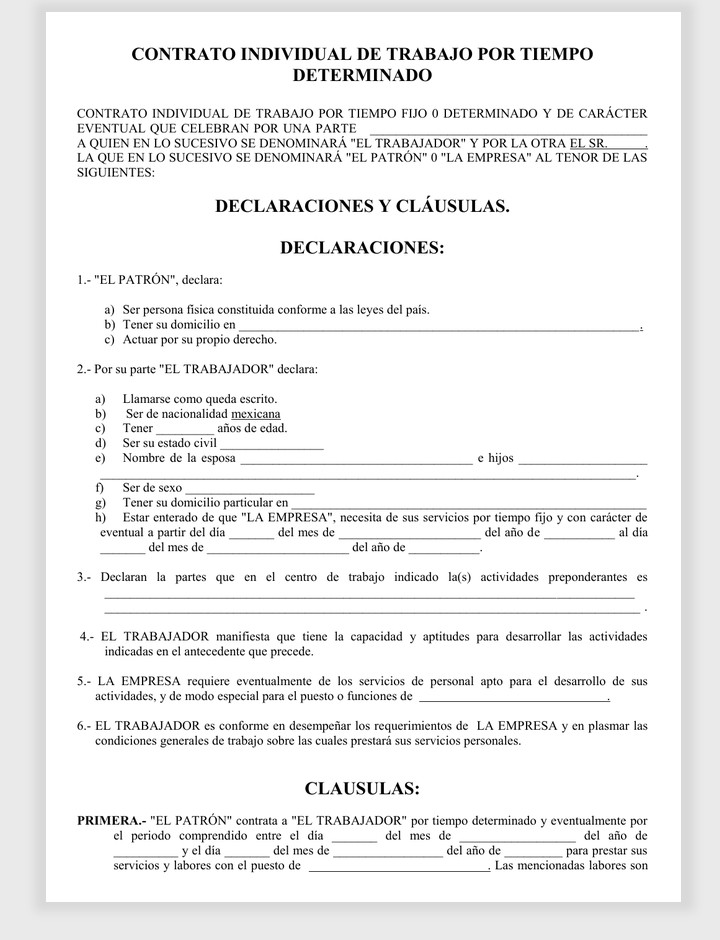 CONTRATO INDIVIDUAL DE TRABAJO POR TIEMPO
DETERMINADO
CONTRATO INDIVIDUAL DE TRABAJO POR TIEMPO FIJO 0 DETERMINADO Y DE CARÁCTER
EVENTUAL QUE CELEBRAN POR UNA PARTE ____________________
A QUIEN EN LO SUCESIVO SE DENOMINARÁ "EL TRABAJADOR" Y POR LA OTRA EL SR.______.
LA QUE EN LO SUCESIVO SE DENOMINARÁ "EL PATRÓN" 0 "LA EMPRESA" AL TENOR DE LAS
SIGUIENTES:
DECLARACIONES Y CLÁUSULAS.
DECLARACIONES:
1.- "EL PATRÓN", declara:
a) Ser persona física constituida conforme a las leyes del país.
b) Tener su domicilio en ____________________.
c) Actuar por su propio derecho.
2.- Por su parte "EL TRABAJADOR" declara:
a) Llamarse como queda escrito.
b) Ser de nacionalidad mexicana
c) Tener _________ años de edad.
d) Ser su estado civil ________________
e) Nombre de la esposa ____________________ e hijos ____________________
____________________.
f) Ser de sexo ____________________
g) Tener su domicilio particular en ____________________
h) Estar enterado de que "LA EMPRESA", necesita de sus servicios por tiempo fijo y con carácter de
eventual a partir del día _______ del mes de ____________________ del año de ___________ al día
_______ del mes de ____________________ del año de ___________.
3.- Declaran la partes que en el centro de trabajo indicado la(s) actividades preponderantes es
____________________
____________________ .
4.- EL TRABAJADOR manifiesta que tiene la capacidad y aptitudes para desarrollar las actividades
indicadas en el antecedente que precede.
5.- LA EMPRESA requiere eventualmente de los servicios de personal apto para el desarrollo de sus
actividades, y de modo especial para el puesto o funciones de ____________________.
6.- EL TRABAJADOR es conforme en desempeñar los requerimientos de LA EMPRESA y en plasmar las
condiciones generales de trabajo sobre las cuales prestará sus servicios personales.
CLAUSULAS:
PRIMERA.- "EL PATRÓN" contrata a "EL TRABAJADOR" por tiempo determinado y eventualmente por
el periodo comprendido entre el día _______ del mes de __________________ del año de
__________ y el día _______ del mes de _________________ del año de _________ para prestar sus
servicios y labores con el puesto de ____________________. Las mencionadas labores son